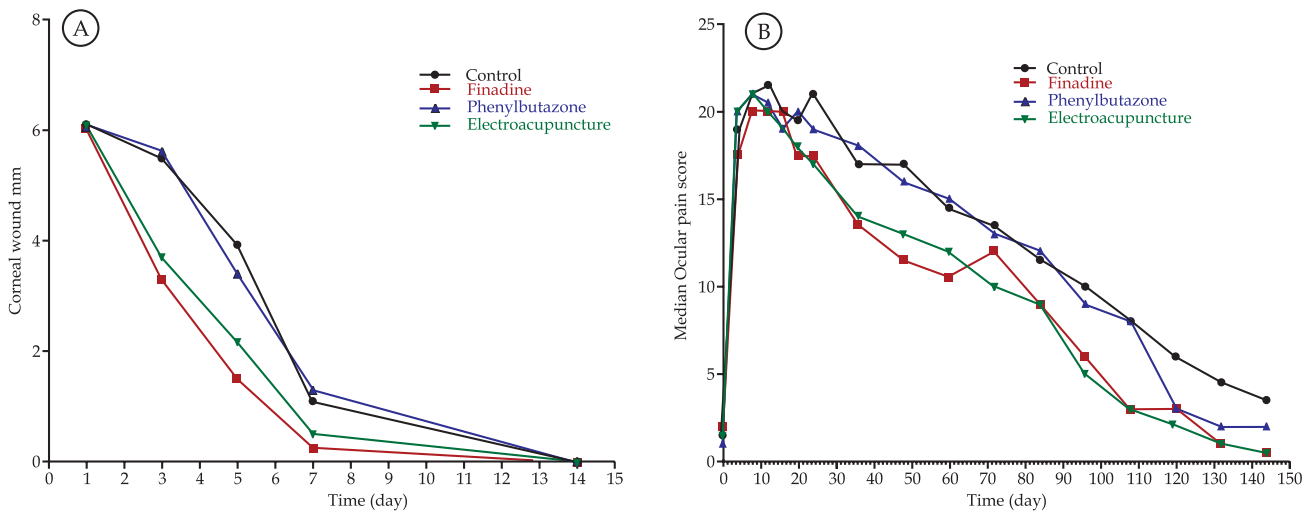 A
8
6
4
2
0
Corneal wound mm
Control
Finadine
Phenylbutazone
Electroacupuncture
0 1 2 3 4 5 6 7 8 9 10 11 12 13 14 15
Time (day)
B
25
20
15
10
5
0
Median Ocular pain score
Control
Finadine
Phenylbutazone
Electroacupuncture
0 10 20 30 40 50 60 70 80 90 100 110 120 130 140 150
Time (day)